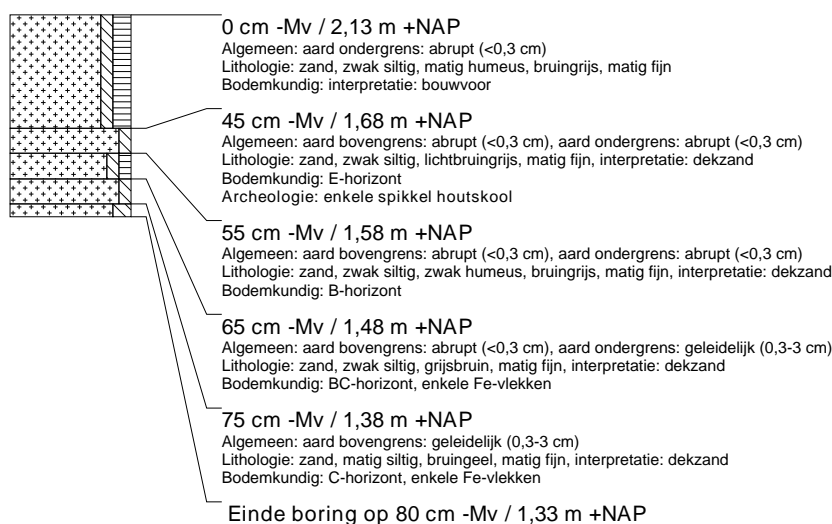 0 cm -Mv / 2,13 m +NAP
Algemeen: aard ondergrens: abrupt (<0,3 cm)
Lithologie: zand, zwak siltig, matig humeus, bruingrijs, matig fijn
Bodemkundig: interpretatie: bouwvoor
45 cm -Mv / 1,68 m +NAP
Algemeen: aard bovengrens: abrupt (<0,3 cm), aard ondergrens: abrupt (<0,3 cm)
Lithologie: zand, zwak siltig, lichtbruingrijs, matig fijn, interpretatie: dekzand
Bodemkundig: E-horizont
Archeologie: enkele spikkel houtskool
55 cm -Mv / 1,58 m +NAP
Algemeen: aard bovengrens: abrupt (<0,3 cm), aard ondergrens: abrupt (<0,3 cm)
Lithologie: zand, zwak siltig, zwak humeus, bruingrijs, matig fijn, interpretatie: dekzand
Bodemkundig: B-horizont
65 cm -Mv / 1,48 m +NAP
Algemeen: aard bovengrens: abrupt (<0,3 cm), aard ondergrens: geleidelijk (0,3-3 cm)
Lithologie: zand, zwak siltig, grijsbruin, matig fijn, interpretatie: dekzand
Bodemkundig: BC-horizont, enkele Fe-vlekken
75 cm -Mv / 1,38 m +NAP
Algemeen: aard bovengrens: geleidelijk (0,3-3 cm)
Lithologie: zand, matig siltig, bruingeel, matig fijn, interpretatie: dekzand
Bodemkundig: C-horizont, enkele Fe-vlekken
Einde boring op 80 cm -Mv / 1,33 m +NAP